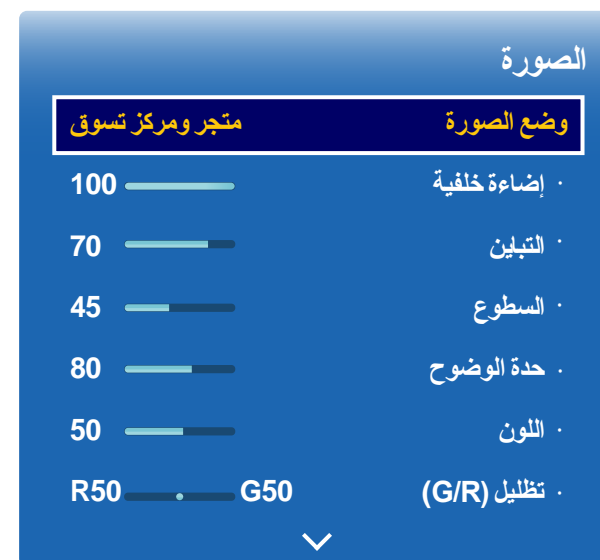 الصورة
وضع الصورة متجر ومركز تسوق
· إضاءة خلفية 100
· التباين 70
· السطوع 45
· حدة الوضوح 80
· اللون 50
· تظليل (G/R) G50 R50